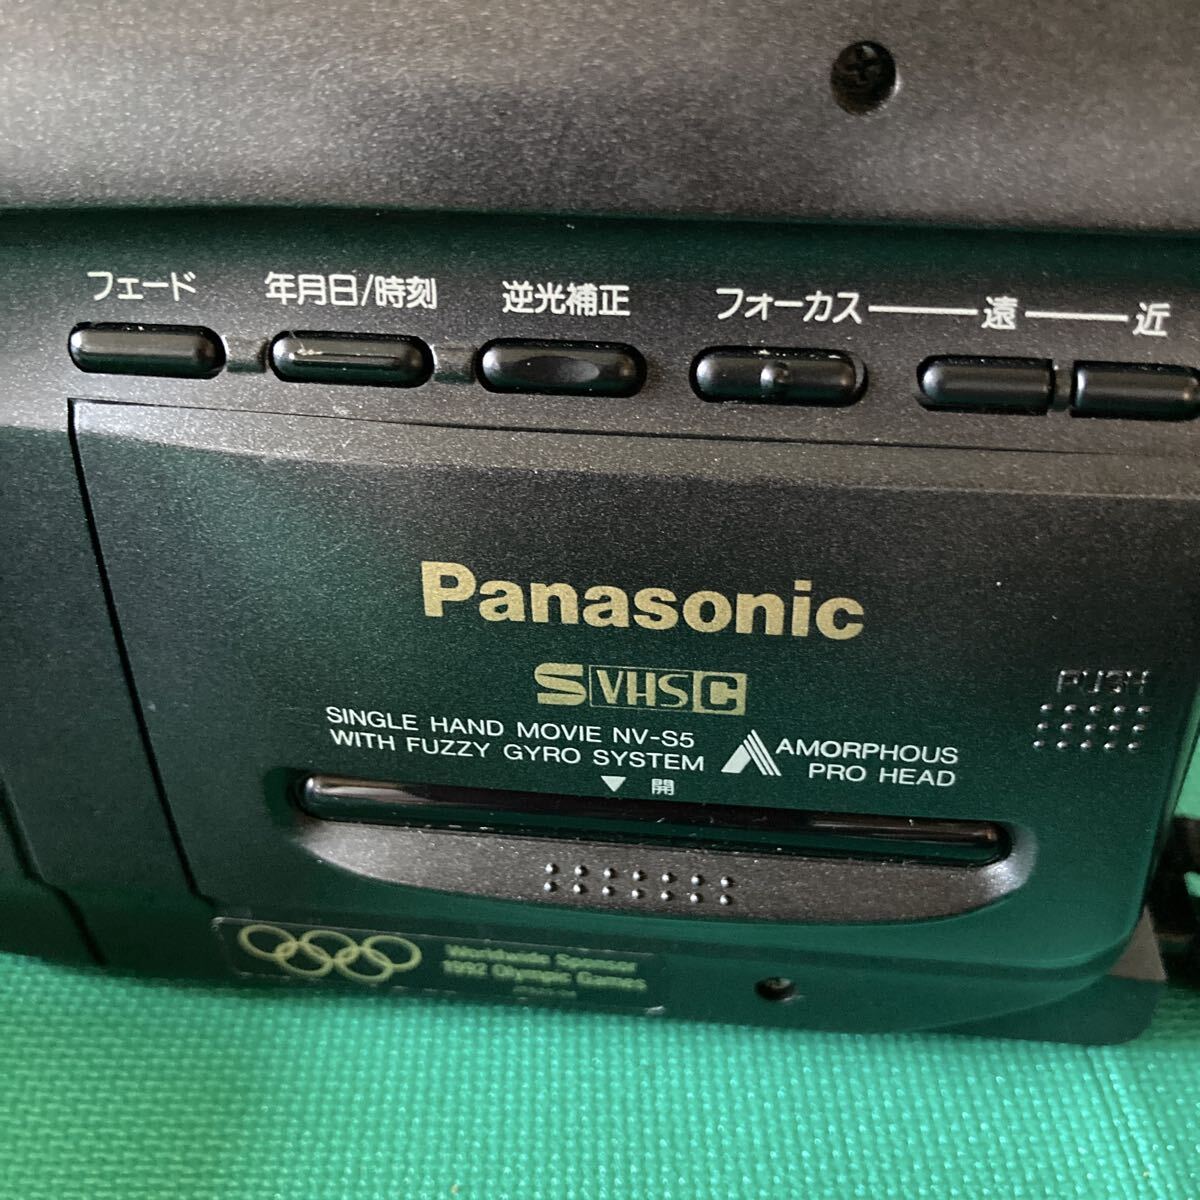 フェード 年月日/時刻 逆光補正 フォーカス 遠 近
Panasonic
S VHS C
PUSH
SINGLE HAND MOVIE NV-S5
WITH FUZZY GYRO SYSTEM
AMORPHOUS
PRO HEAD
▼ 開
Worldwide Sponsor
1992 Olympic Games